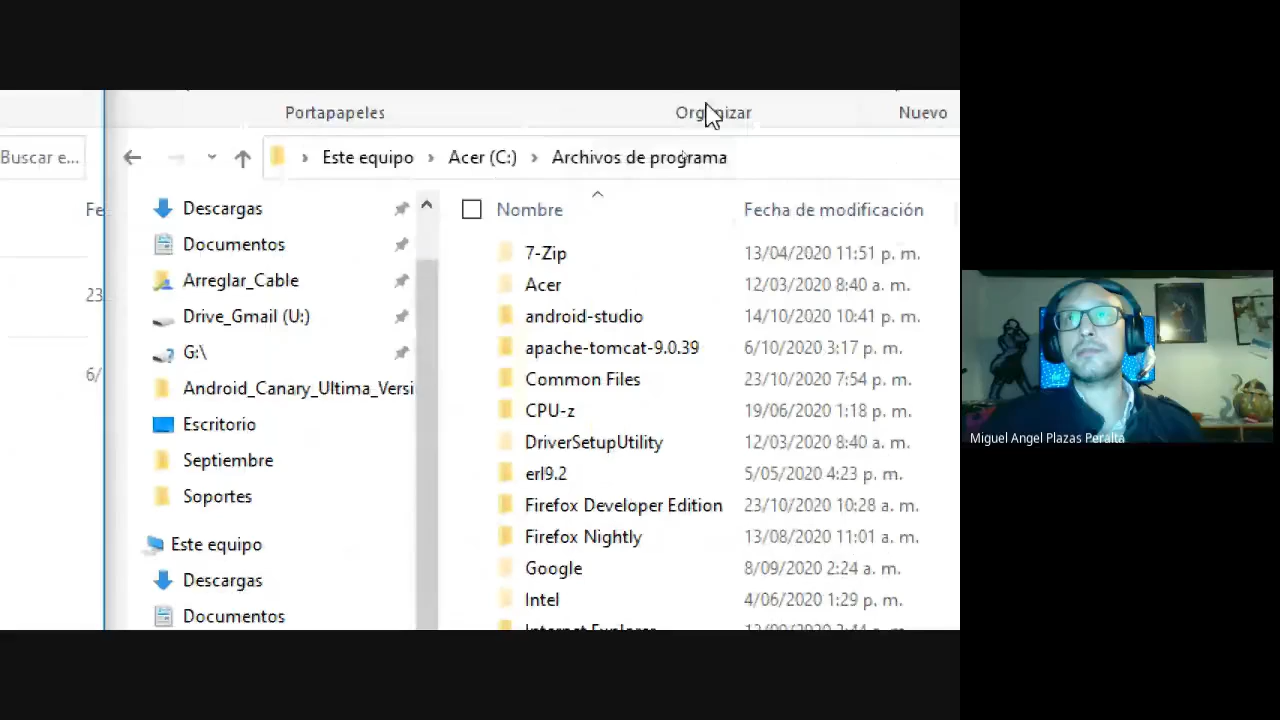 Portapapeles Organizar Nuevo
Buscar e...
Este equipo › Acer (C:) › Archivos de programa
Fe
23
6/
Descargas
Documentos
Arreglar_Cable
Drive_Gmail (U:)
G:\
Android_Canary_Ultima_Versi
Escritorio
Septiembre
Soportes
Este equipo
Descargas
Documentos
Nombre Fecha de modificación
7-Zip 13/04/2020 11:51 p. m.
Acer 12/03/2020 8:40 a. m.
android-studio 14/10/2020 10:41 p. m.
apache-tomcat-9.0.39 6/10/2020 3:17 p. m.
Common Files 23/10/2020 7:54 p. m.
CPU-z 19/06/2020 1:18 p. m.
DriverSetupUtility 12/03/2020 8:40 a. m.
erl9.2 5/05/2020 4:23 p. m.
Firefox Developer Edition 23/10/2020 10:28 a. m.
Firefox Nightly 13/08/2020 11:01 a. m.
Google 8/09/2020 2:24 a. m.
Intel 4/06/2020 1:29 p. m.
Internet Explorer
Miguel Angel Plazas Peralta